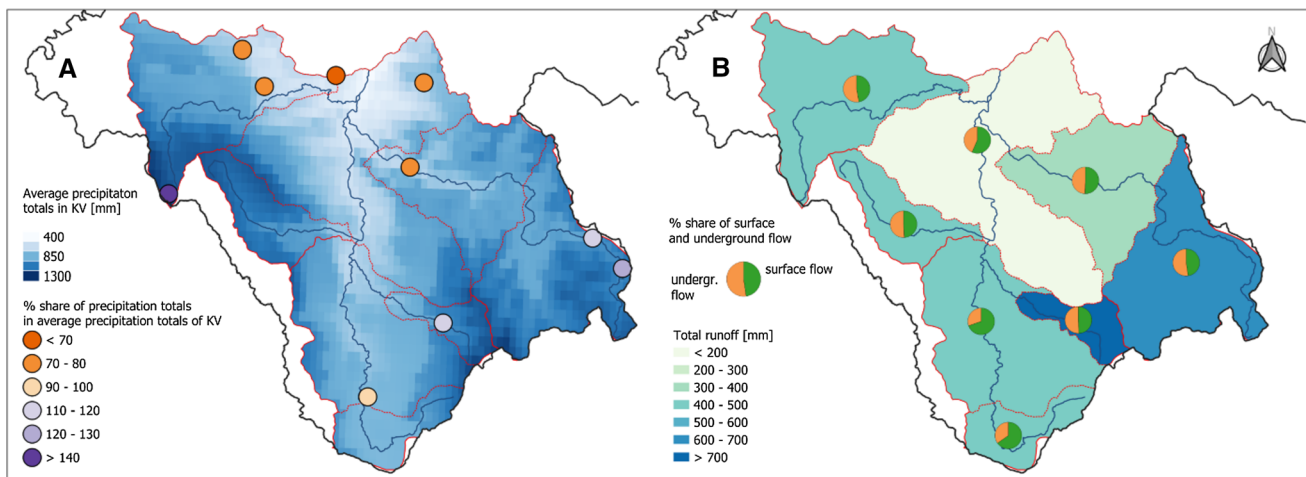 A
Average precipitaton
totals in KV [mm]
400
850
1300
% share of precipitation totals
in average precipitation totals of KV
< 70
70 - 80
90 - 100
110 - 120
120 - 130
> 140
B
N
% share of surface
and underground flow
surface flow
undergr.
flow
Total runoff [mm]
< 200
200 - 300
300 - 400
400 - 500
500 - 600
600 - 700
> 700